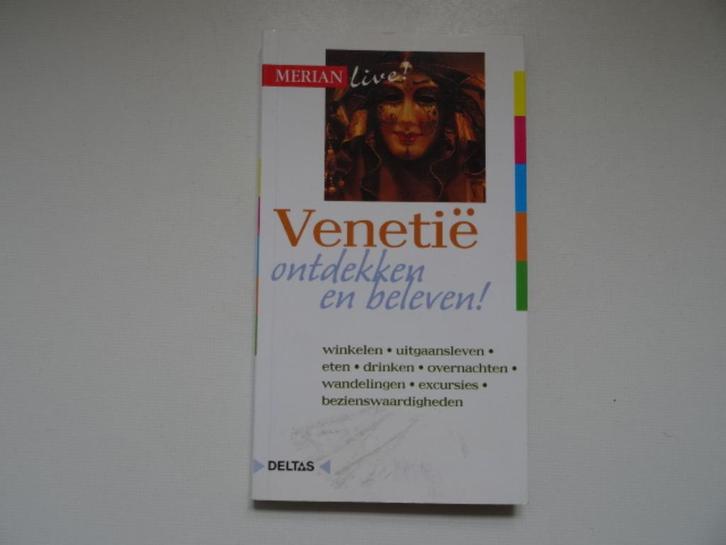 MERIAN live!
Venetië
ontdekken
en beleven!
winkelen • uitgaansleven •
eten • drinken • overnachten •
wandelingen • excursies •
bezienswaardigheden
DELTAS